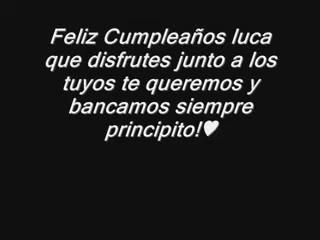 Feliz Cumpleaños luca
que disfrutes junto a los
tuyos te queremos y
bancamos siempre
principito!♥